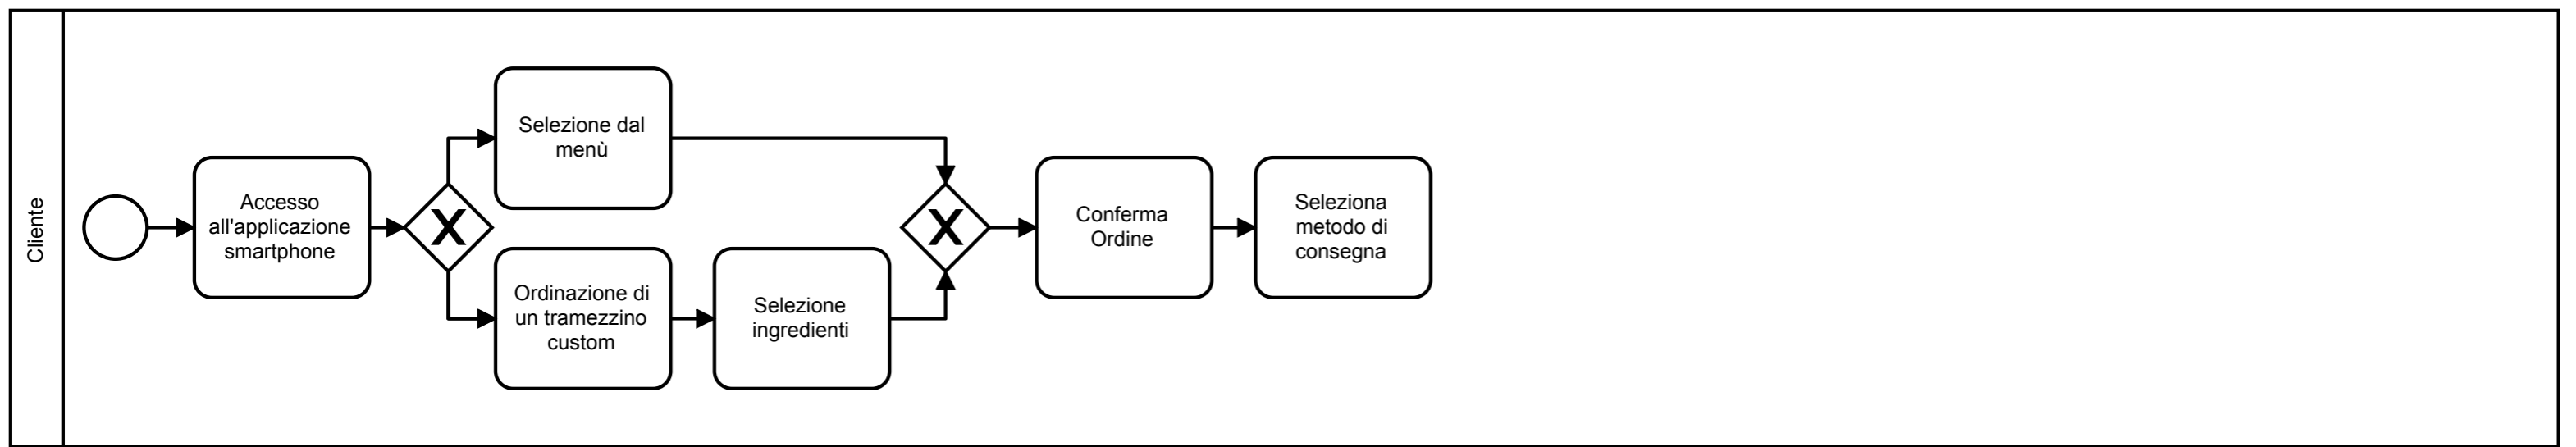 Cliente
Accesso
all'applicazione
smartphone
X
Selezione dal
menù
Ordinazione di
un tramezzino
custom
Selezione
ingredienti
X
Conferma
Ordine
Seleziona
metodo di
consegna